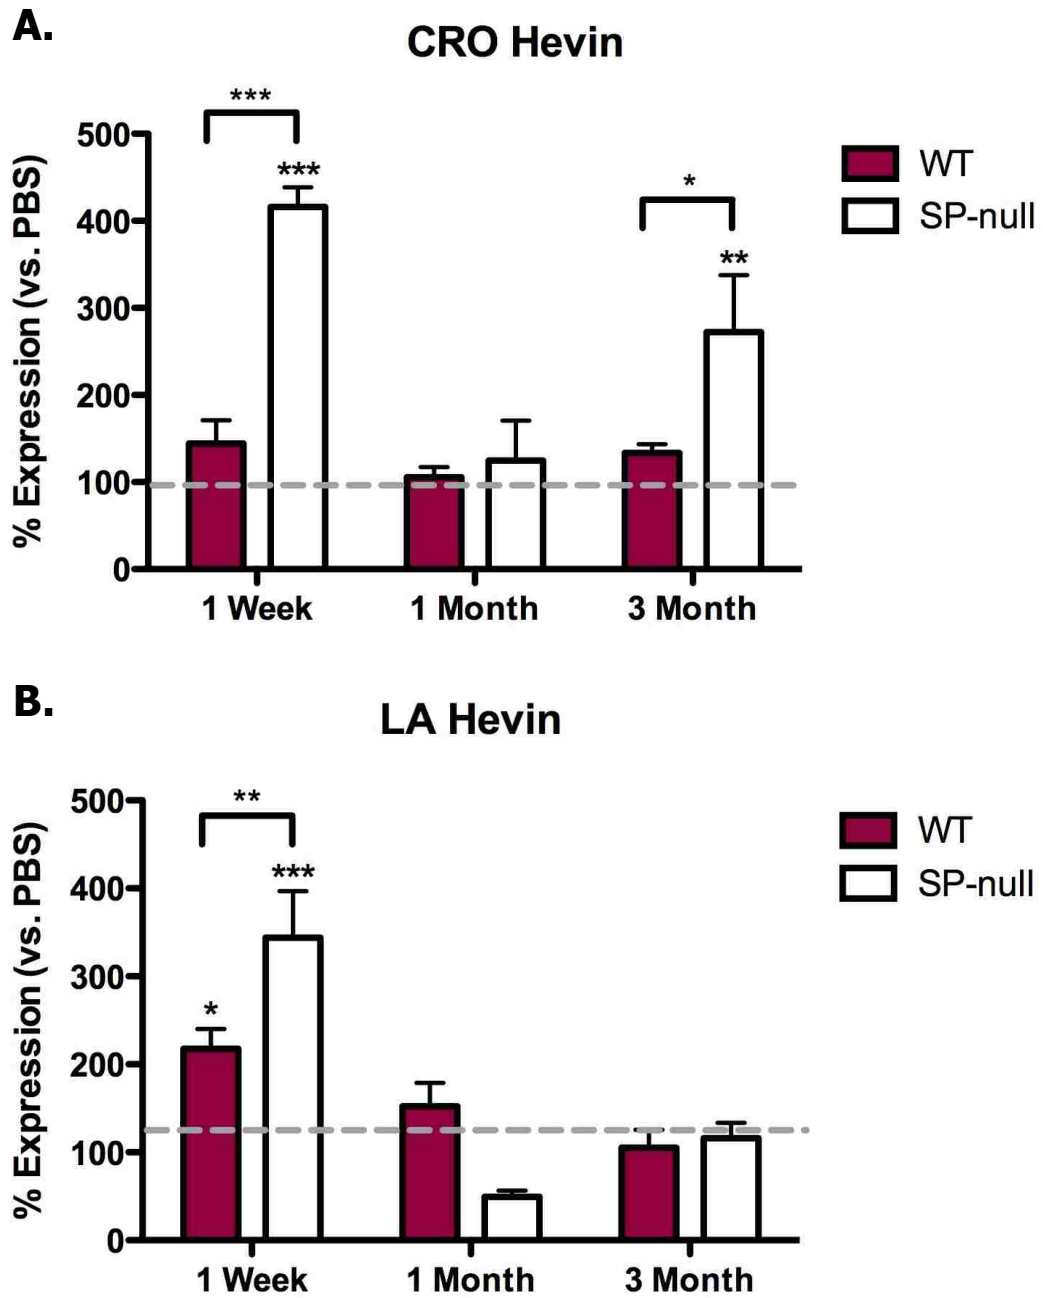 A.
CRO Hevin
***
500
***
WT
*
SP-null
400
**
300
200
100
0
% Expression (vs. PBS)
1 Week
1 Month
3 Month
B.
LA Hevin
**
500
WT
***
SP-null
400
300
*
200
100
0
% Expression (vs. PBS)
1 Week
1 Month
3 Month